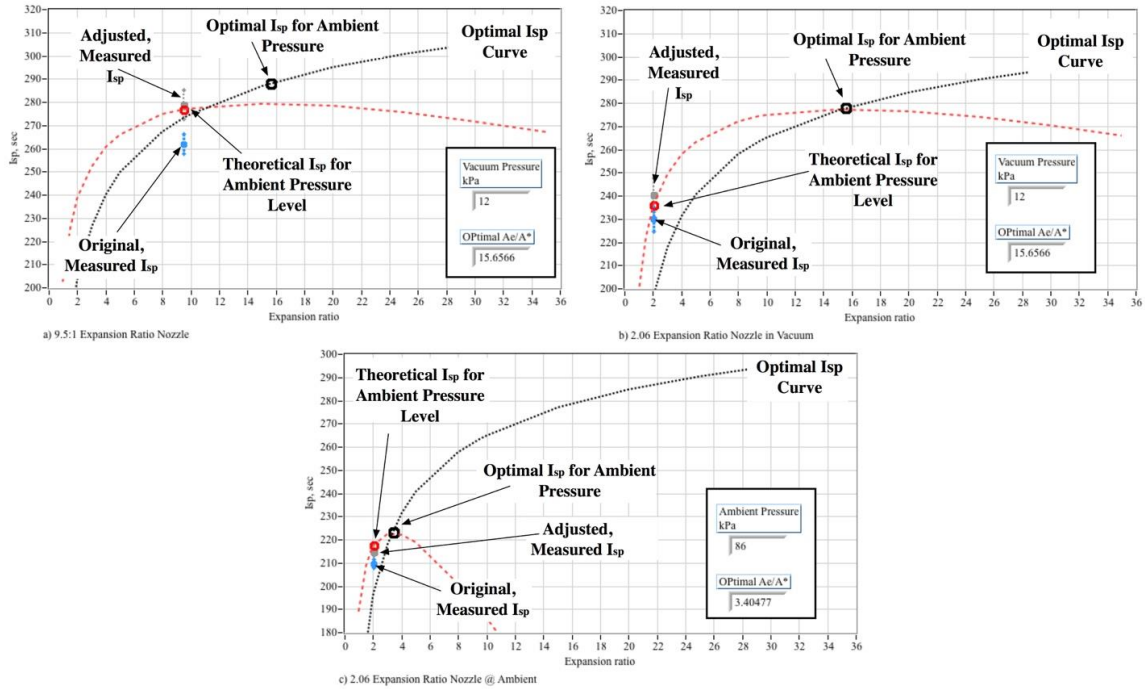 320
310
300
290
280
270
260
250
240
230
220
210
200
Isp, sec
Adjusted,
Measured
Isp
Optimal Isp for Ambient
Pressure
Optimal Isp
Curve
Theoretical Isp for
Ambient Pressure
Level
Original,
Measured Isp
Vacuum Pressure
kPa
12
OPtimal Ae/A*
15.6566
0 2 4 6 8 10 12 14 16 18 20 22 24 26 28 30 32 34 36
Expansion ratio
a) 9.5:1 Expansion Ratio Nozzle
320
310
300
290
280
270
260
250
240
230
220
210
200
Isp, sec
Adjusted,
Measured
Isp
Optimal Isp for
Ambient Pressure
Optimal Isp
Curve
Theoretical Isp for
Ambient Pressure
Level
Original,
Measured Isp
Vacuum Pressure
kPa
12
OPtimal Ae/A*
15.6566
0 2 4 6 8 10 12 14 16 18 20 22 24 26 28 30 32 34 36
Expansion ratio
b) 2.06 Expansion Ratio Nozzle in Vacuum
300
290
280
270
260
250
240
230
220
210
200
190
180
Isp, sec
Theoretical Isp for
Ambient Pressure
Level
Optimal Isp
Curve
Optimal Isp for Ambient
Pressure
Adjusted,
Measured Isp
Original,
Measured Isp
Ambient Pressure
kPa
86
OPtimal Ae/A*
3.40477
0 2 4 6 8 10 12 14 16 18 20 22 24 26 28 30 32 34 36
Expansion ratio
c) 2.06 Expansion Ratio Nozzle @ Ambient